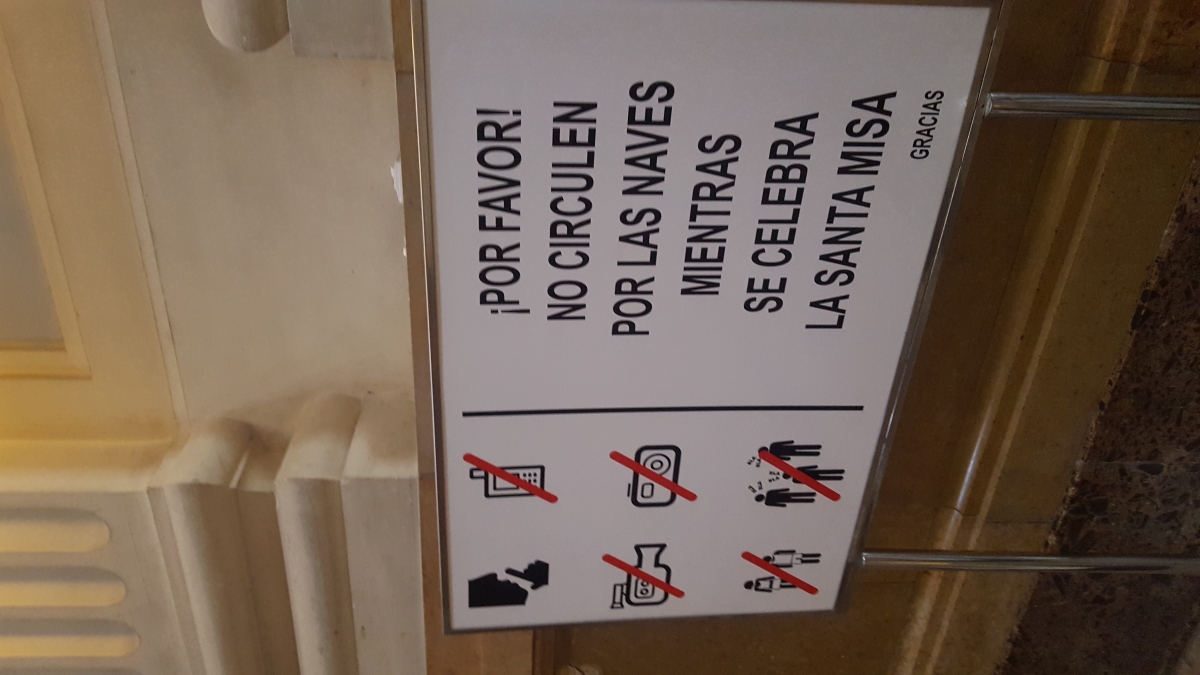 ¡POR FAVOR!
NO CIRCULEN
POR LAS NAVES
MIENTRAS
SE CELEBRA
LA SANTA MISA
GRACIAS